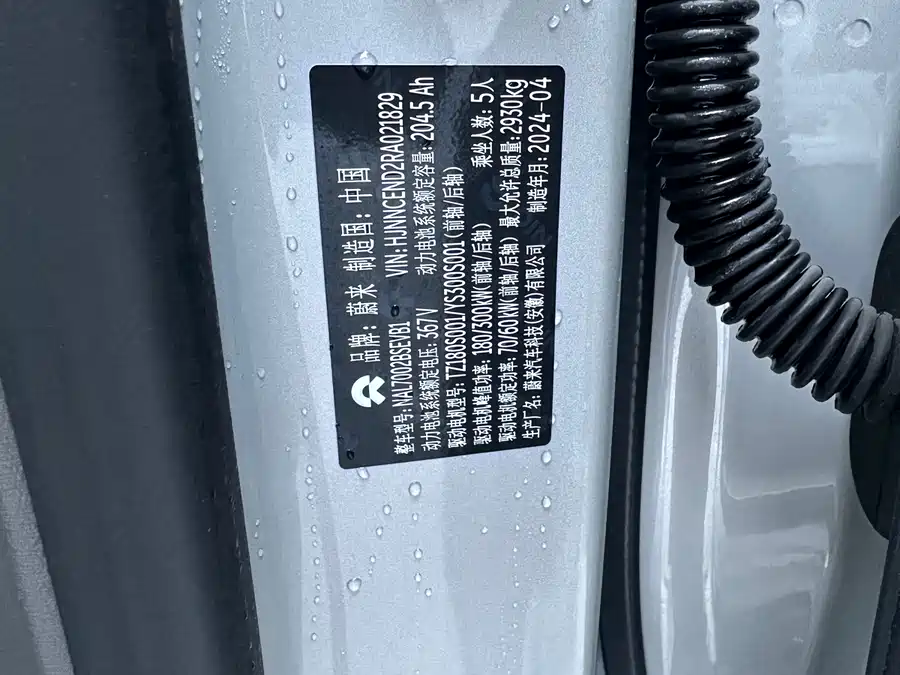 品牌：蔚来 制造国：中国
整车型号：NAL7002BSEVB1 VIN：HJNNCEND2RA021829
动力电池系统额定电压：367 V 动力电池系统额定容量：204.5 Ah
驱动电机型号：TZ180S001/YS300S001（前轴/后轴）
驱动电机峰值功率：180/300kW（前轴/后轴） 乘坐人数：5人
驱动电机额定功率：70/60kW（前轴/后轴） 最大允许总质量：2930kg
生产厂名：蔚来汽车科技（安徽）有限公司 制造年月：2024-04